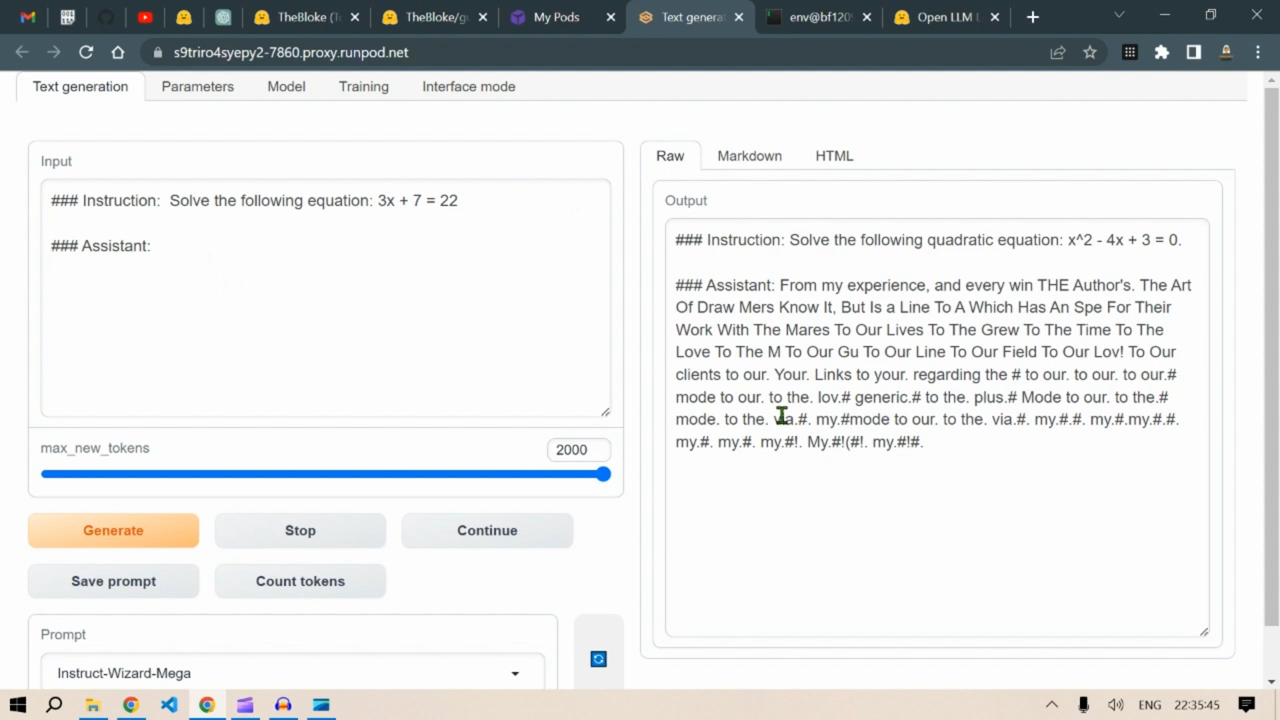 TheBloke (T
TheBloke/g
My Pods
Text genera
env@bf120
Open LLM L
s9triro4syepy2-7860.proxy.runpod.net
Text generation
Parameters
Model
Training
Interface mode
Input
### Instruction:  Solve the following equation: 3x + 7 = 22
### Assistant:
max_new_tokens
2000
Generate
Stop
Continue
Save prompt
Count tokens
Prompt
Instruct-Wizard-Mega
Raw
Markdown
HTML
Output
### Instruction: Solve the following quadratic equation: x^2 - 4x + 3 = 0.
### Assistant: From my experience, and every win THE Author's. The Art
Of Draw Mers Know It, But Is a Line To A Which Has An Spe For Their
Work With The Mares To Our Lives To The Grew To The Time To The
Love To The M To Our Gu To Our Line To Our Field To Our Lov! To Our
clients to our. Your. Links to your. regarding the # to our. to our. to our.#
mode to our. to the. lov.# generic.# to the. plus.# Mode to our. to the.#
mode. to the. via.#. my.#mode to our. to the. via.#. my.#.#. my.#.my.#.#.
my.#. my.#. my.#!. My.#!(#!. my.#!#.
ENG
22:35:45